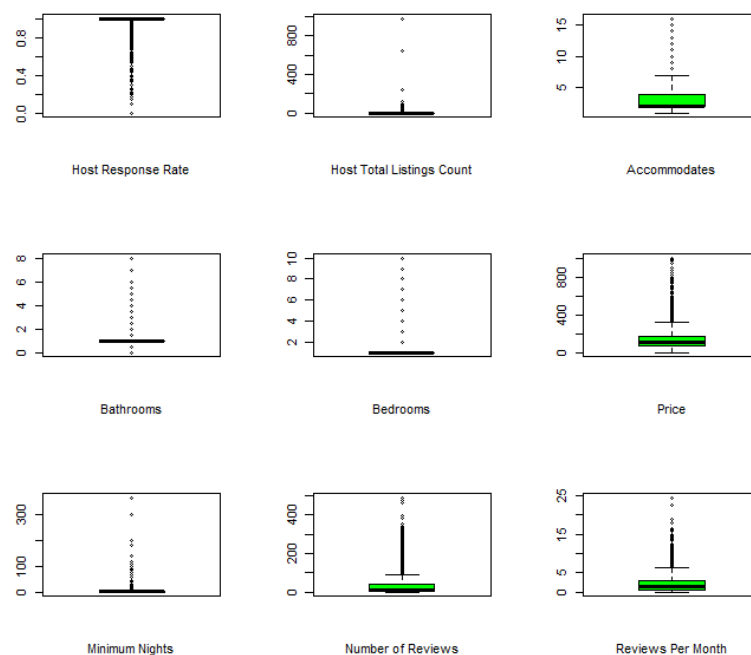 0.0 0.4 0.8
Host Response Rate
0 400 800
Host Total Listings Count
5 10 15
Accommodates
0 2 4 6 8
Bathrooms
2 4 6 8 10
Bedrooms
0 400 800
Price
0 100 300
Minimum Nights
0 200 400
Number of Reviews
0 5 15 25
Reviews Per Month